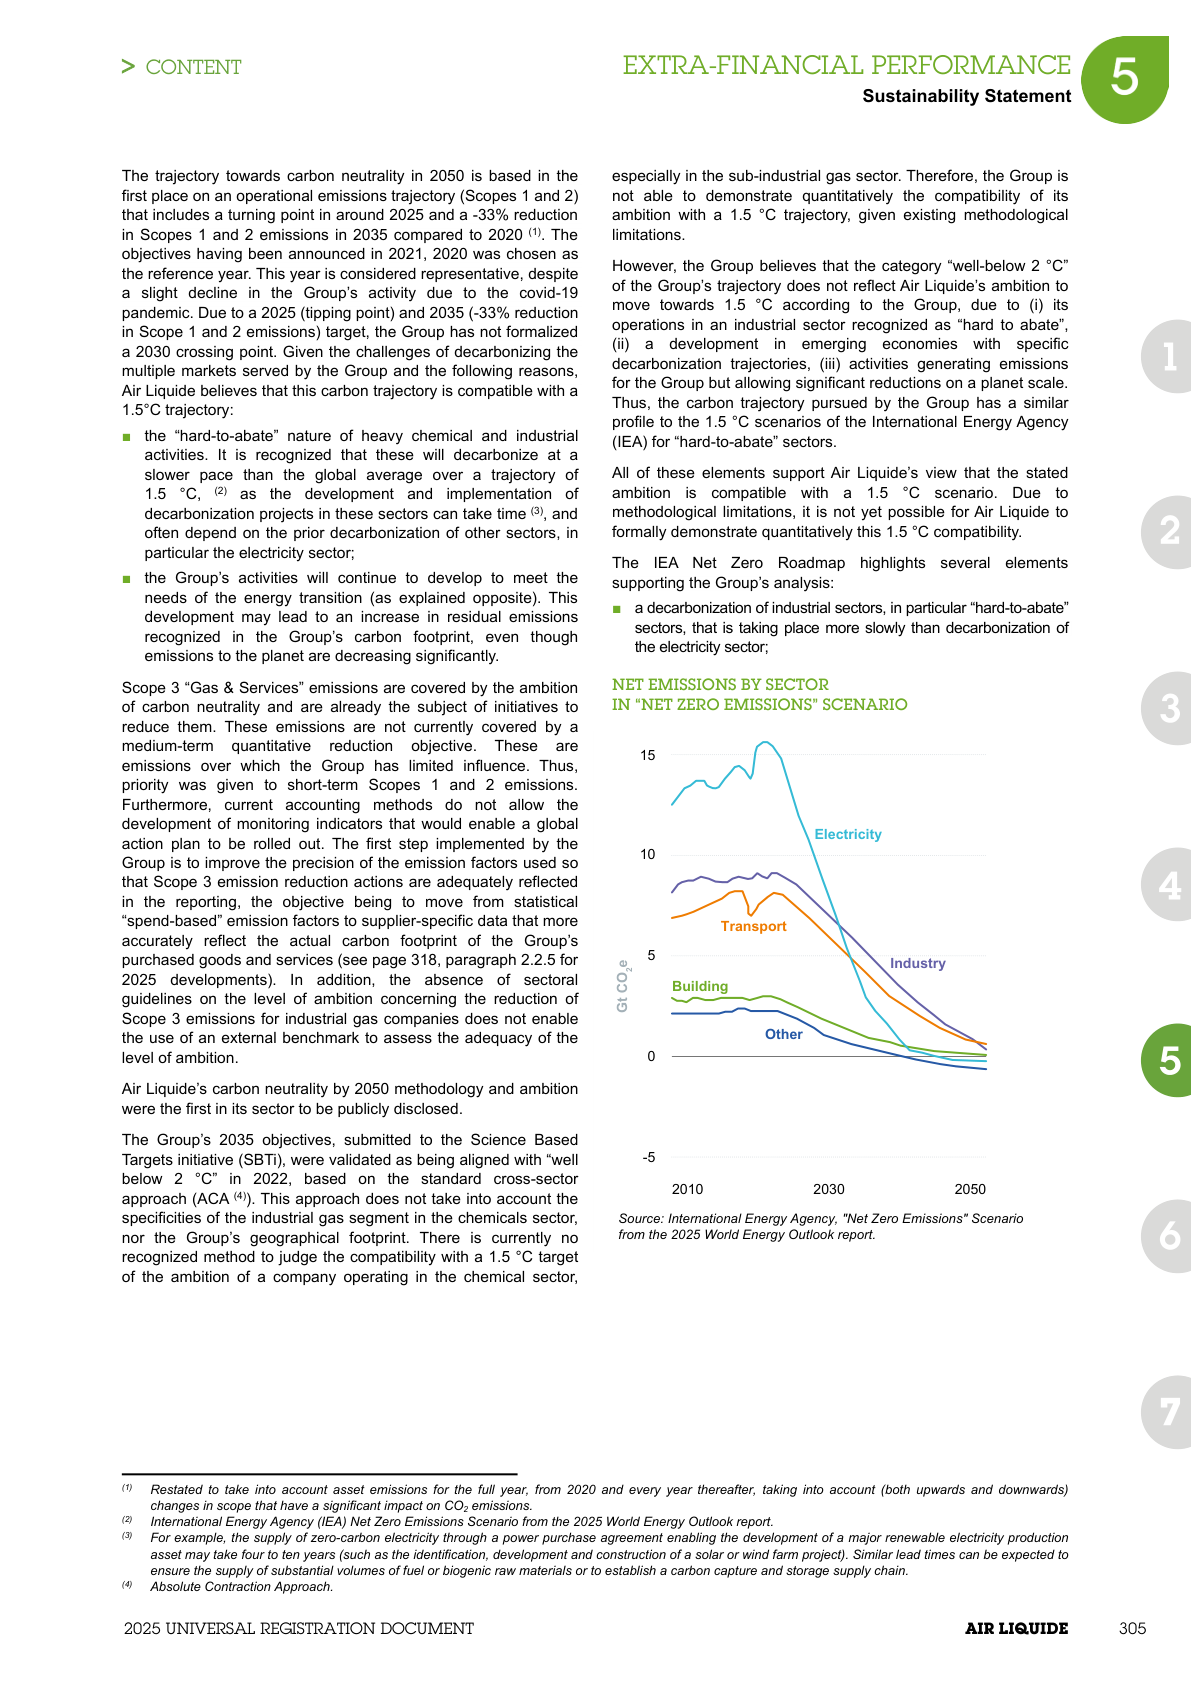 > CONTENT
EXTRA-FINANCIAL PERFORMANCE
Sustainability Statement
5
The trajectory towards carbon neutrality in 2050 is based in the
first place on an operational emissions trajectory (Scopes 1 and 2)
that includes a turning point in around 2025 and a -33% reduction
in Scopes 1 and 2 emissions in 2035 compared to 2020 (1). The
objectives having been announced in 2021, 2020 was chosen as
the reference year. This year is considered representative, despite
a slight decline in the Group's activity due to the covid-19
pandemic. Due to a 2025 (tipping point) and 2035 (-33% reduction
in Scope 1 and 2 emissions) target, the Group has not formalized
a 2030 crossing point. Given the challenges of decarbonizing the
multiple markets served by the Group and the following reasons,
Air Liquide believes that this carbon trajectory is compatible with a
1.5°C trajectory:
■ the “hard-to-abate” nature of heavy chemical and industrial
activities. It is recognized that these will decarbonize at a
slower pace than the global average over a trajectory of
1.5 °C, (2) as the development and implementation of
decarbonization projects in these sectors can take time (3), and
often depend on the prior decarbonization of other sectors, in
particular the electricity sector;
■ the Group's activities will continue to develop to meet the
needs of the energy transition (as explained opposite). This
development may lead to an increase in residual emissions
recognized in the Group's carbon footprint, even though
emissions to the planet are decreasing significantly.
Scope 3 “Gas & Services” emissions are covered by the ambition
of carbon neutrality and are already the subject of initiatives to
reduce them. These emissions are not currently covered by a
medium-term quantitative reduction objective. These are
emissions over which the Group has limited influence. Thus,
priority was given to short-term Scopes 1 and 2 emissions.
Furthermore, current accounting methods do not allow the
development of monitoring indicators that would enable a global
action plan to be rolled out. The first step implemented by the
Group is to improve the precision of the emission factors used so
that Scope 3 emission reduction actions are adequately reflected
in the reporting, the objective being to move from statistical
“spend-based” emission factors to supplier-specific data that more
accurately reflect the actual carbon footprint of the Group's
purchased goods and services (see page 318, paragraph 2.2.5 for
2025 developments). In addition, the absence of sectoral
guidelines on the level of ambition concerning the reduction of
Scope 3 emissions for industrial gas companies does not enable
the use of an external benchmark to assess the adequacy of the
level of ambition.
Air Liquide's carbon neutrality by 2050 methodology and ambition
were the first in its sector to be publicly disclosed.
The Group's 2035 objectives, submitted to the Science Based
Targets initiative (SBTi), were validated as being aligned with “well
below 2 °C” in 2022, based on the standard cross-sector
approach (ACA (4)). This approach does not take into account the
specificities of the industrial gas segment in the chemicals sector,
nor the Group's geographical footprint. There is currently no
recognized method to judge the compatibility with a 1.5 °C target
of the ambition of a company operating in the chemical sector,
especially in the sub-industrial gas sector. Therefore, the Group is
not able to demonstrate quantitatively the compatibility of its
ambition with a 1.5 °C trajectory, given existing methodological
limitations.
However, the Group believes that the category “well-below 2 °C”
of the Group's trajectory does not reflect Air Liquide's ambition to
move towards 1.5 °C according to the Group, due to (i) its
operations in an industrial sector recognized as “hard to abate”,
(ii) a development in emerging economies with specific
decarbonization trajectories, (iii) activities generating emissions
for the Group but allowing significant reductions on a planet scale.
Thus, the carbon trajectory pursued by the Group has a similar
profile to the 1.5 °C scenarios of the International Energy Agency
(IEA) for “hard-to-abate” sectors.
All of these elements support Air Liquide's view that the stated
ambition is compatible with a 1.5 °C scenario. Due to
methodological limitations, it is not yet possible for Air Liquide to
formally demonstrate quantitatively this 1.5 °C compatibility.
The IEA Net Zero Roadmap highlights several elements
supporting the Group's analysis:
■ a decarbonization of industrial sectors, in particular “hard-to-abate”
sectors, that is taking place more slowly than decarbonization of
the electricity sector;
NET EMISSIONS BY SECTOR
IN "NET ZERO EMISSIONS" SCENARIO
15
10
5
0
-5
Gt CO2e
Electricity
Transport
Industry
Building
Other
2010 2030 2050
Source: International Energy Agency, "Net Zero Emissions" Scenario
from the 2025 World Energy Outlook report.
1
2
3
4
5
6
7
(1) Restated to take into account asset emissions for the full year, from 2020 and every year thereafter, taking into account (both upwards and downwards)
changes in scope that have a significant impact on CO2 emissions.
(2) International Energy Agency (IEA) Net Zero Emissions Scenario from the 2025 World Energy Outlook report.
(3) For example, the supply of zero-carbon electricity through a power purchase agreement enabling the development of a major renewable electricity production
asset may take four to ten years (such as the identification, development and construction of a solar or wind farm project). Similar lead times can be expected to
ensure the supply of substantial volumes of fuel or biogenic raw materials or to establish a carbon capture and storage supply chain.
(4) Absolute Contraction Approach.
2025 UNIVERSAL REGISTRATION DOCUMENT
AIR LIQUIDE 305